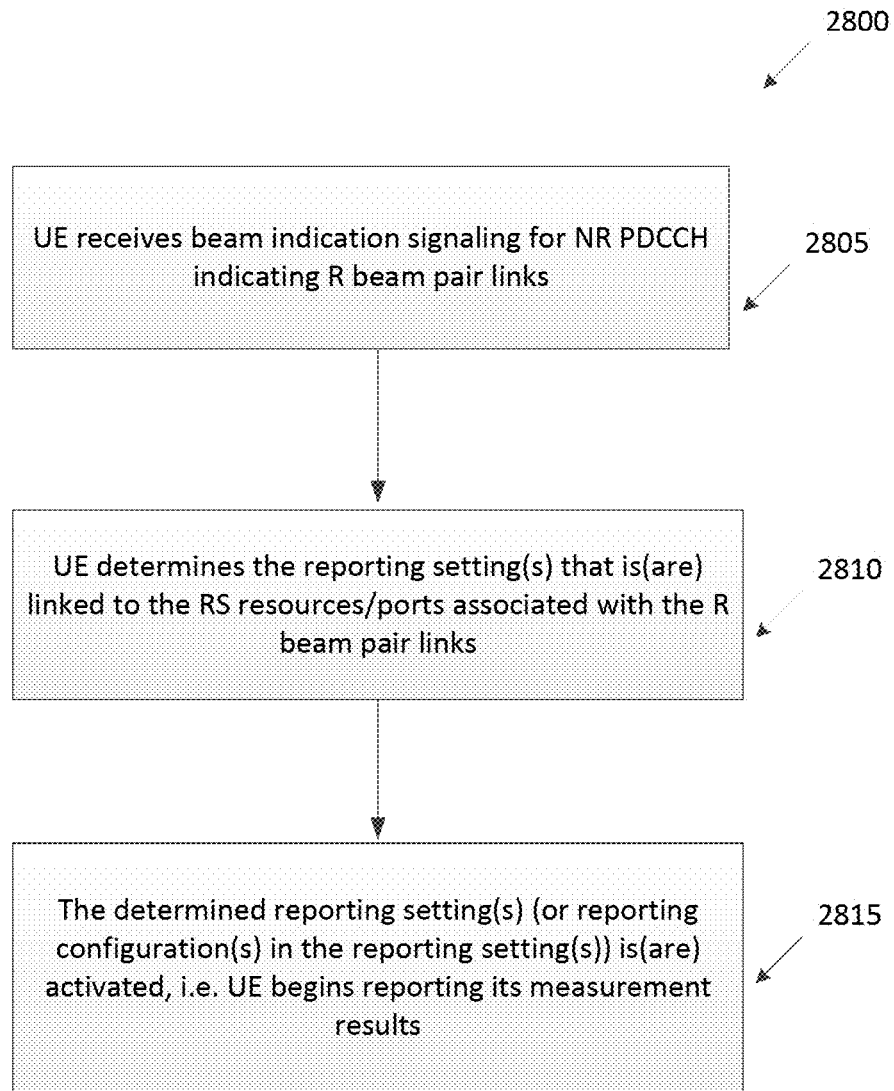 2800
UE receives beam indication signaling for NR PDCCH
indicating R beam pair links
2805
UE determines the reporting setting(s) that is(are)
linked to the RS resources/ports associated with the R
beam pair links
2810
The determined reporting setting(s) (or reporting
configuration(s) in the reporting setting(s)) is(are)
activated, i.e. UE begins reporting its measurement
results
2815